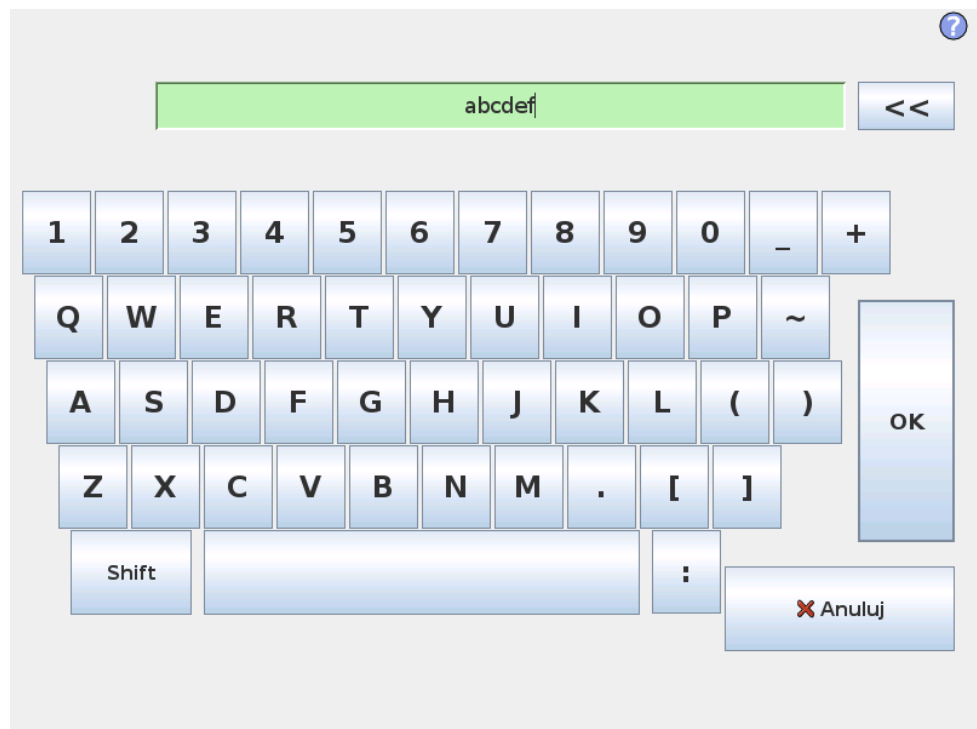 ?
abcdef <<
1 2 3 4 5 6 7 8 9 0 _ +
Q W E R T Y U I O P ~
A S D F G H J K L ( )
OK
Z X C V B N M . [ ]
Shift :
Anuluj